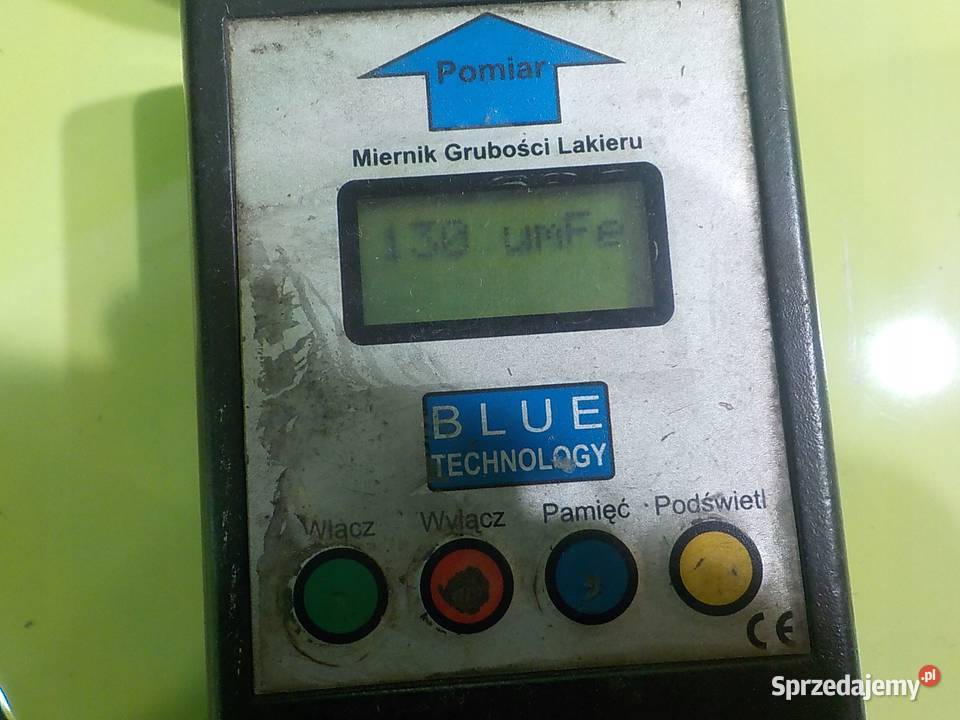 Pomiar
Miernik Grubości Lakieru
130 umFe
BLUE
TECHNOLOGY
Włącz Wyłącz Pamięć Podświetl
CE
Sprzedajemy.pl